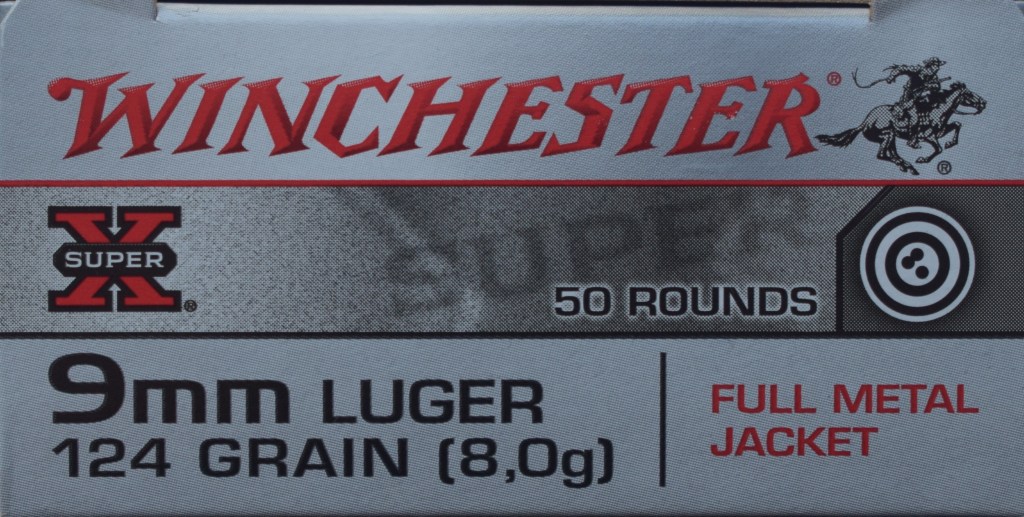 WINCHESTER®
®
SUPER
X
SUPER
®
50 ROUNDS
9mm LUGER
124 GRAIN (8,0g)
FULL METAL
JACKET